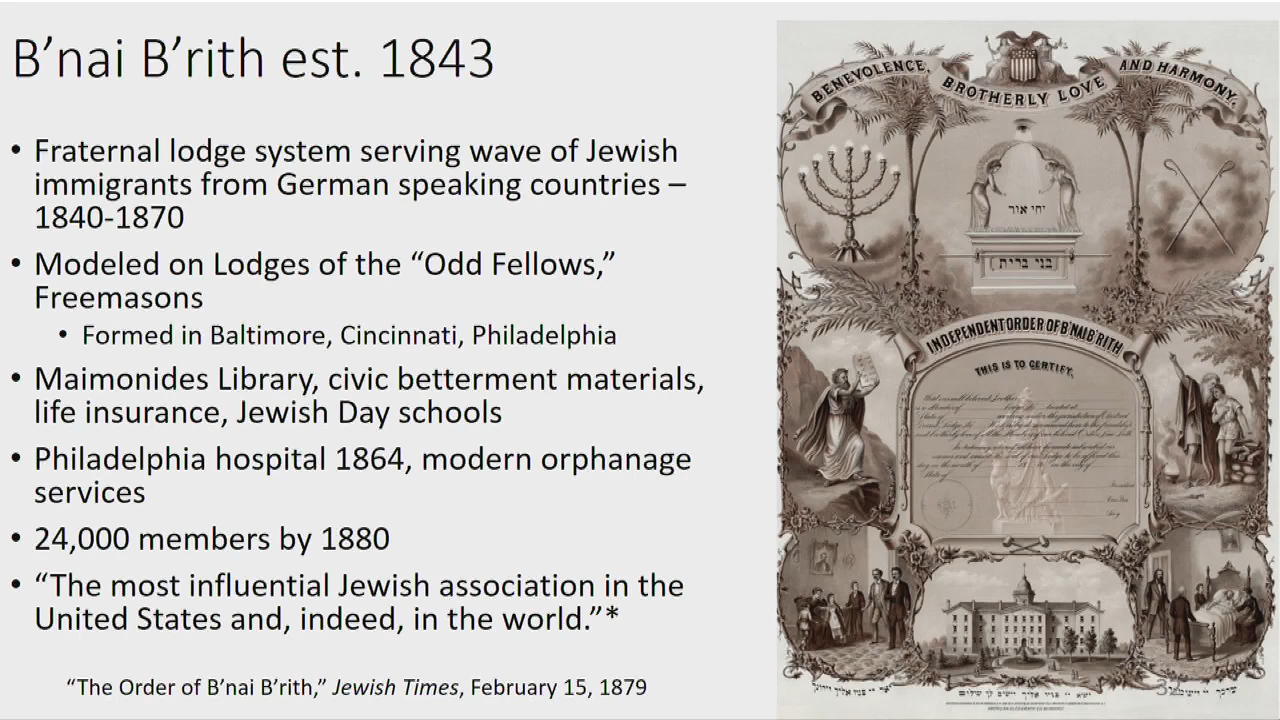 B’nai B’rith est. 1843
• Fraternal lodge system serving wave of Jewish
immigrants from German speaking countries –
1840-1870
• Modeled on Lodges of the “Odd Fellows,”
Freemasons
• Formed in Baltimore, Cincinnati, Philadelphia
• Maimonides Library, civic betterment materials,
life insurance, Jewish Day schools
• Philadelphia hospital 1864, modern orphanage
services
• 24,000 members by 1880
• “The most influential Jewish association in the
United States and, indeed, in the world.”*
“The Order of B’nai B’rith,” Jewish Times, February 15, 1879
BENEVOLENCE, BROTHERLY LOVE AND HARMONY.
יהי אור
בני ברית
INDEPENDENT ORDER OF B'NAI B'RITH
THIS IS TO CERTIFY,